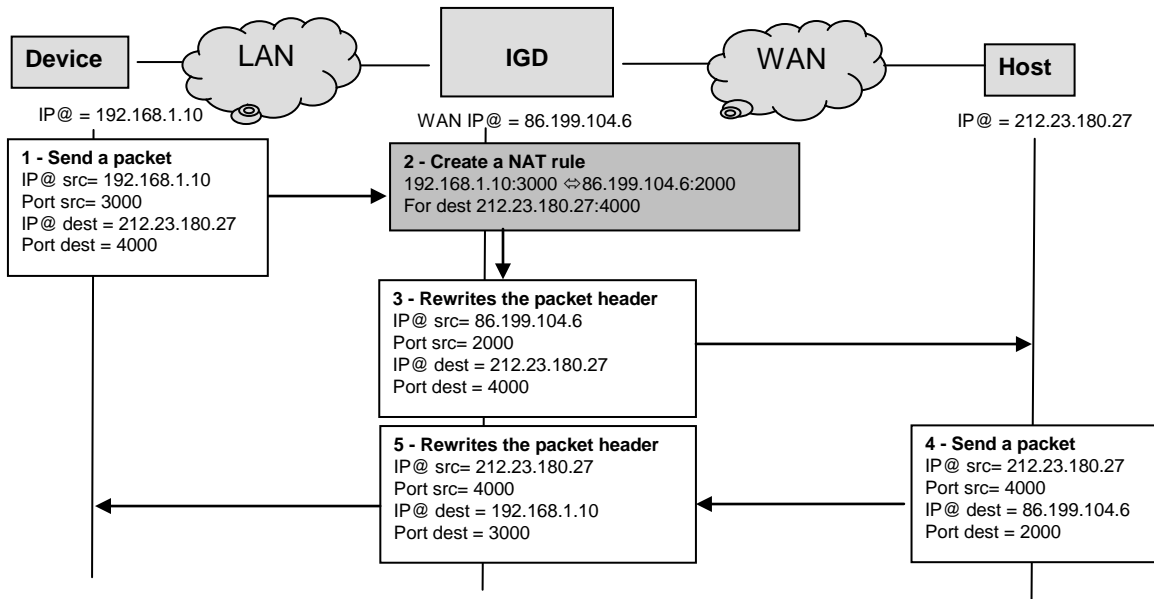 Device
LAN
IGD
WAN
Host
IP@ = 192.168.1.10
WAN IP@ = 86.199.104.6
IP@ = 212.23.180.27
1 - Send a packet
IP@ src= 192.168.1.10
Port src= 3000
IP@ dest = 212.23.180.27
Port dest = 4000
2 - Create a NAT rule
192.168.1.10:3000 ⬄86.199.104.6:2000
For dest 212.23.180.27:4000
3 - Rewrites the packet header
IP@ src= 86.199.104.6
Port src= 2000
IP@ dest = 212.23.180.27
Port dest = 4000
5 - Rewrites the packet header
IP@ src= 212.23.180.27
Port src= 4000
IP@ dest = 192.168.1.10
Port dest = 3000
4 - Send a packet
IP@ src= 212.23.180.27
Port src= 4000
IP@ dest = 86.199.104.6
Port dest = 2000